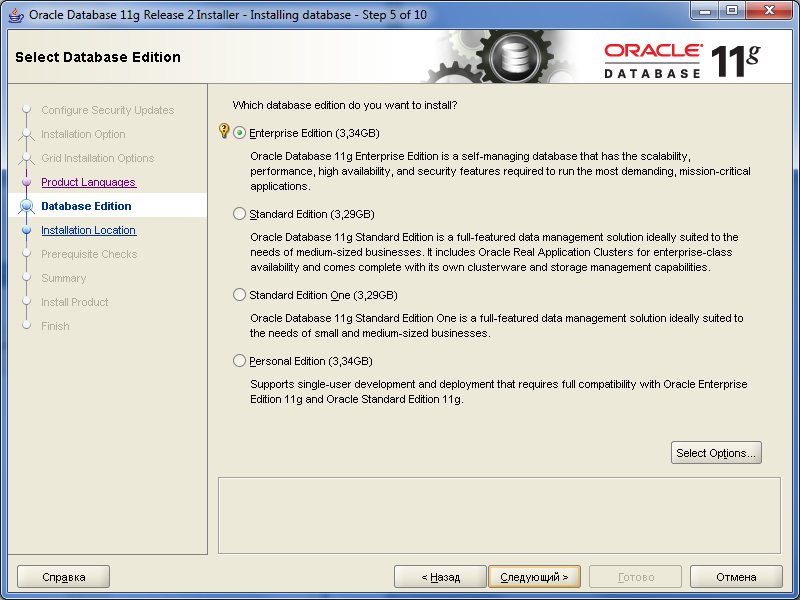 Oracle Database 11g Release 2 Installer - Installing database - Step 5 of 10
Select Database Edition
ORACLE
DATABASE 11g
Configure Security Updates
Installation Option
Grid Installation Options
Product Languages
Database Edition
Installation Location
Prerequisite Checks
Summary
Install Product
Finish
Which database edition do you want to install?
Enterprise Edition (3,34GB)
Oracle Database 11g Enterprise Edition is a self-managing database that has the scalability,
performance, high availability, and security features required to run the most demanding, mission-critical
applications.
Standard Edition (3,29GB)
Oracle Database 11g Standard Edition is a full-featured data management solution ideally suited to the
needs of medium-sized businesses. It includes Oracle Real Application Clusters for enterprise-class
availability and comes complete with its own clusterware and storage management capabilities.
Standard Edition One (3,29GB)
Oracle Database 11g Standard Edition One is a full-featured data management solution ideally suited to
the needs of small and medium-sized businesses.
Personal Edition (3,34GB)
Supports single-user development and deployment that requires full compatibility with Oracle Enterprise
Edition 11g and Oracle Standard Edition 11g.
Select Options...
Справка
< Назад
Следующий >
Готово
Отмена